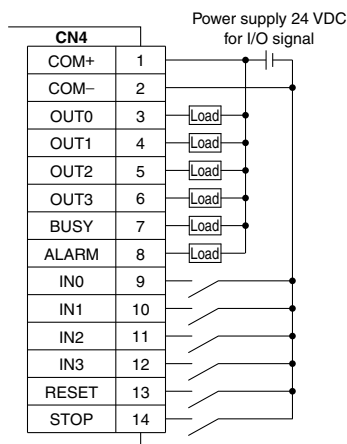 Power supply 24 VDC
for I/O signal
CN4
COM+ 1
COM− 2
OUT0 3 Load
OUT1 4 Load
OUT2 5 Load
OUT3 6 Load
BUSY 7 Load
ALARM 8 Load
IN0 9
IN1 10
IN2 11
IN3 12
RESET 13
STOP 14